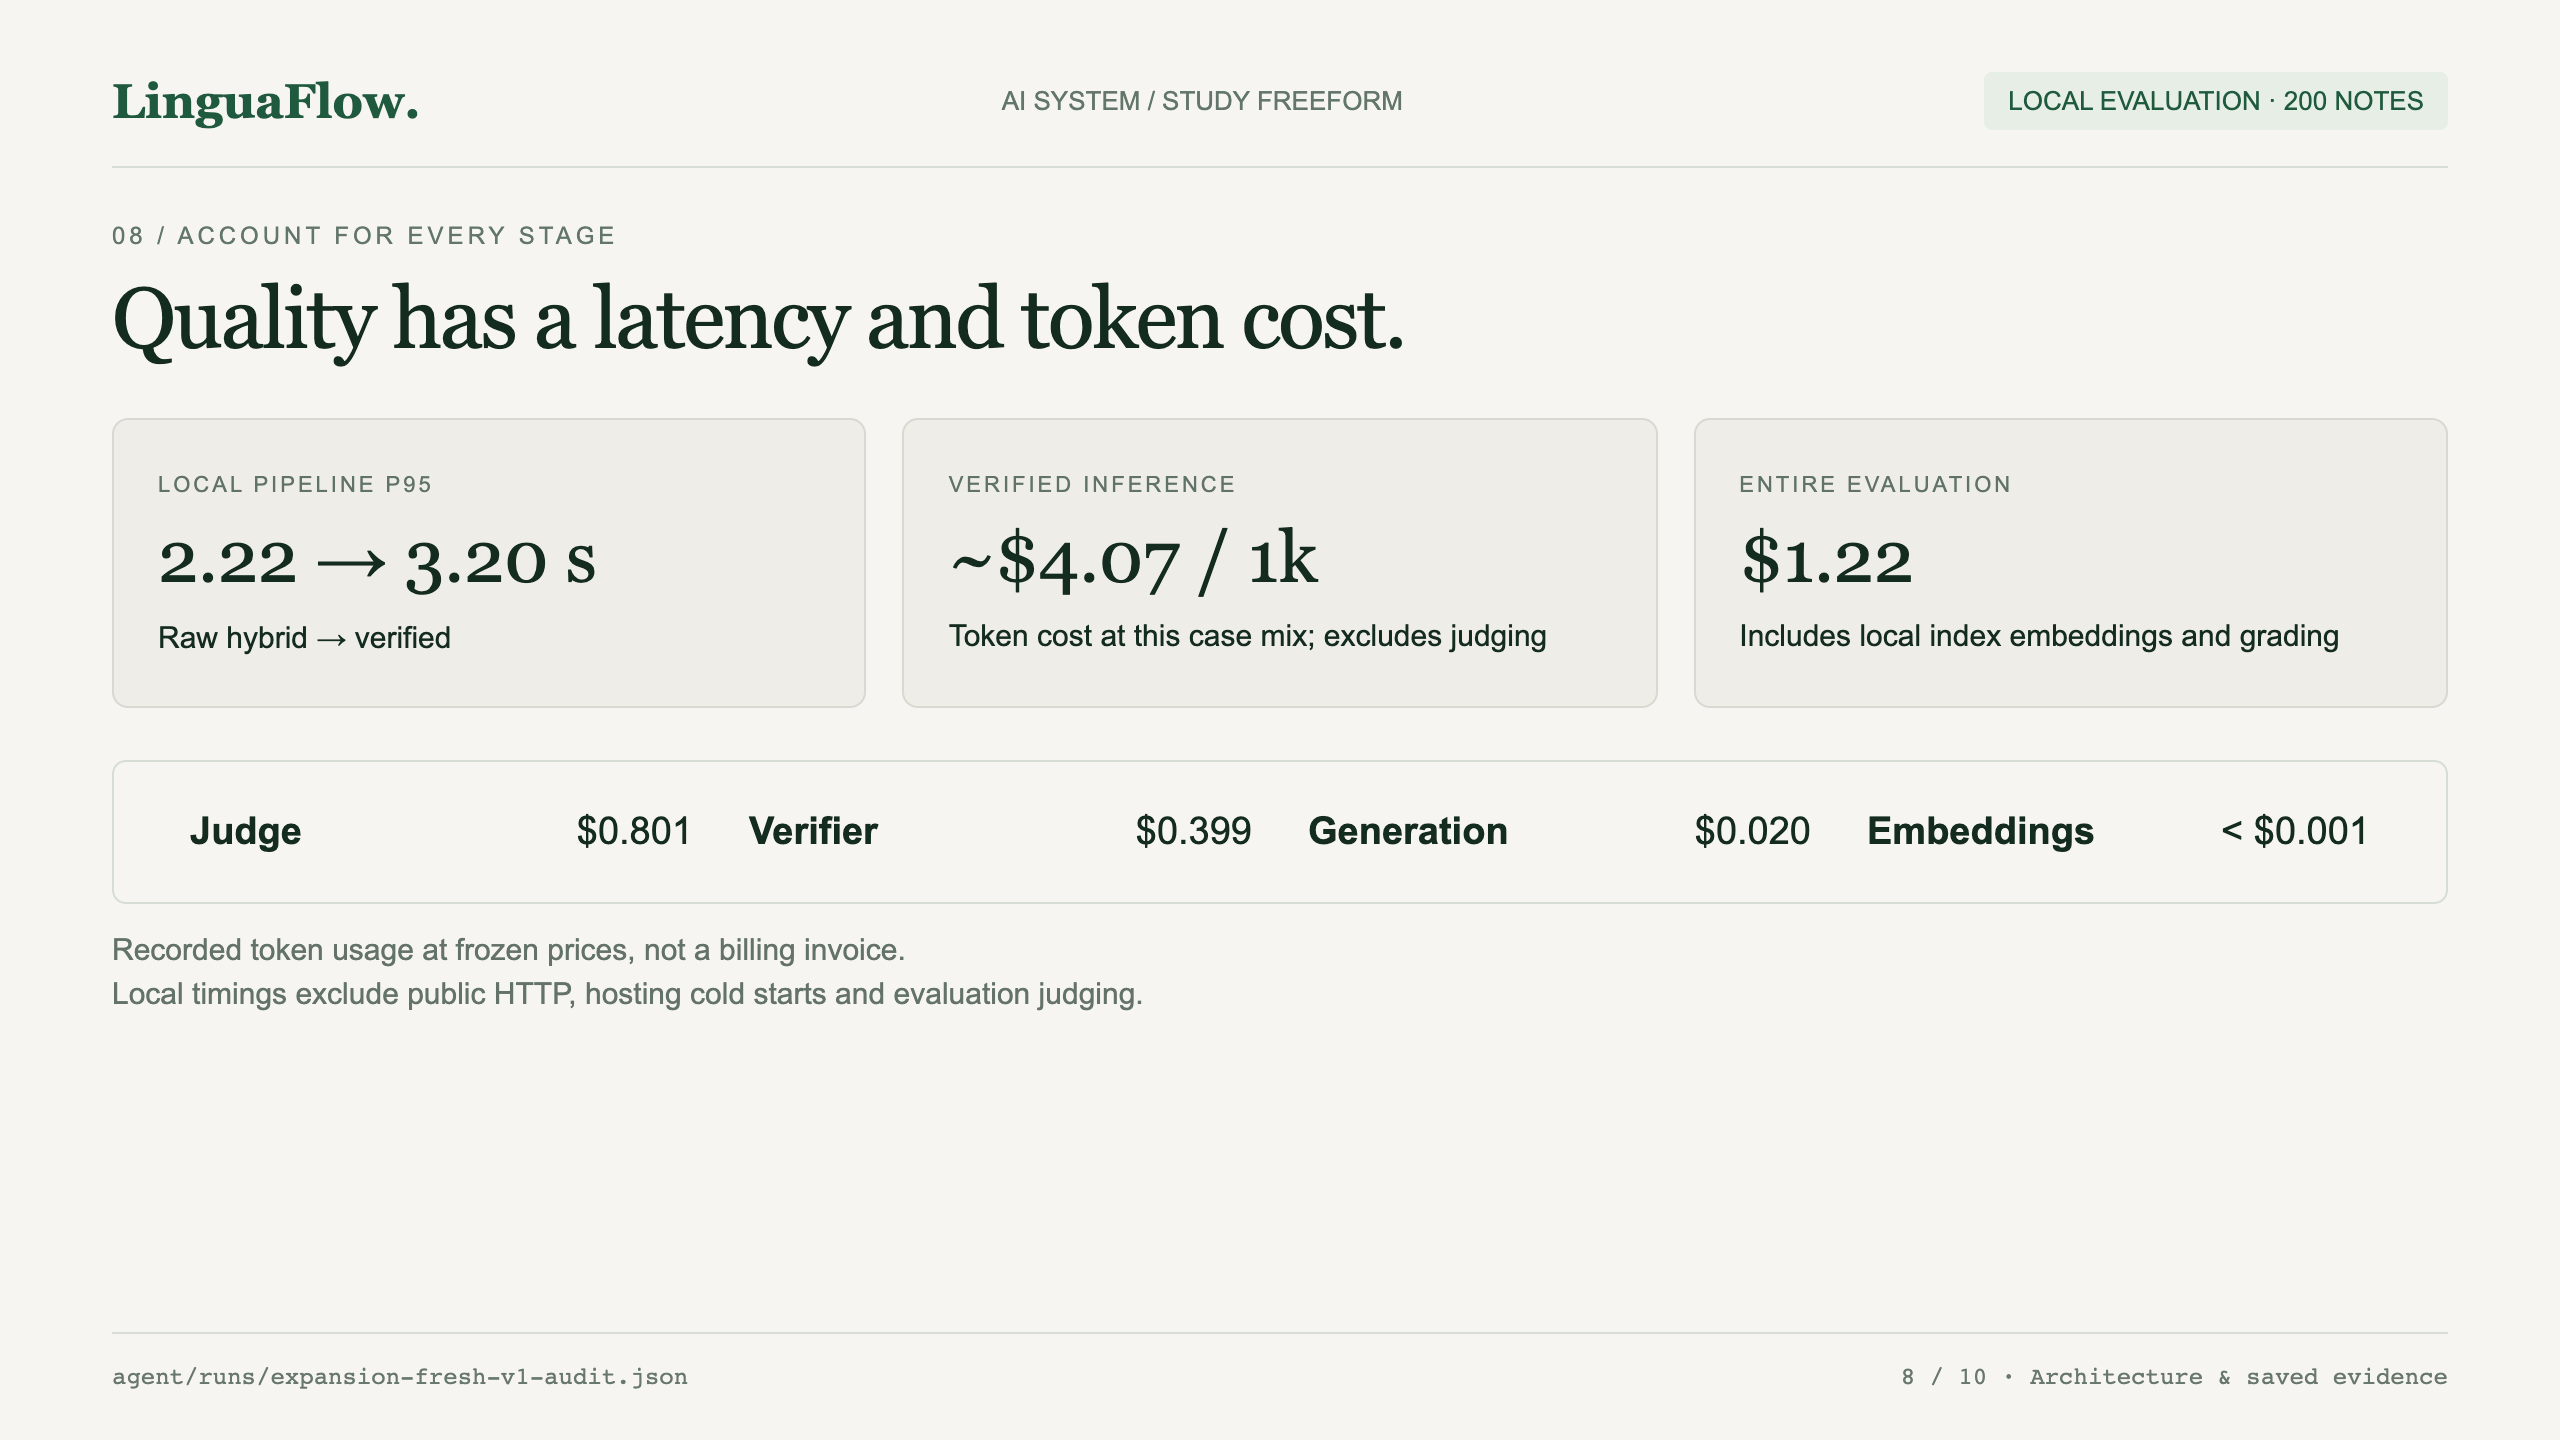 LinguaFlow.
AI SYSTEM / STUDY FREEFORM
LOCAL EVALUATION · 200 NOTES
08 / ACCOUNT FOR EVERY STAGE
Quality has a latency and token cost.
LOCAL PIPELINE P95
2.22 → 3.20 s
Raw hybrid → verified
VERIFIED INFERENCE
~$4.07 / 1k
Token cost at this case mix; excludes judging
ENTIRE EVALUATION
$1.22
Includes local index embeddings and grading
Judge $0.801 Verifier $0.399 Generation $0.020 Embeddings < $0.001
Recorded token usage at frozen prices, not a billing invoice.
Local timings exclude public HTTP, hosting cold starts and evaluation judging.
agent/runs/expansion-fresh-v1-audit.json
8 / 10 · Architecture & saved evidence